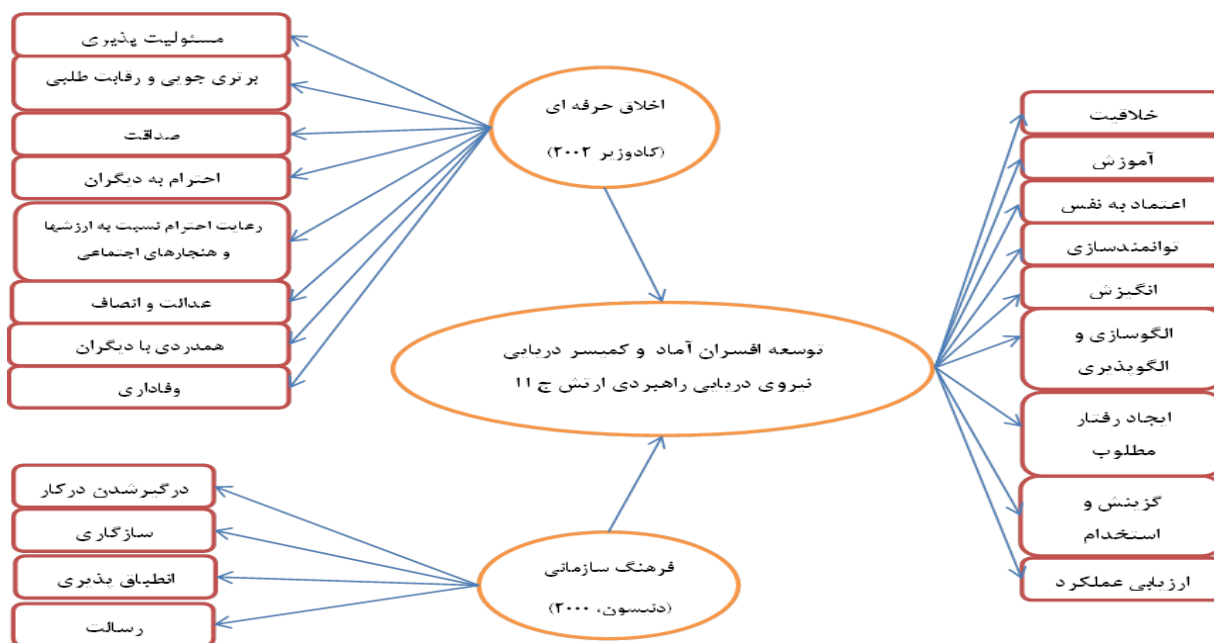 مسئولیت پذیری
برتری جویی و رقابت طلبی
صداقت
احترام به دیگران
رعایت احترام نسبت به ارزشها
و هنجارهای اجتماعی
عدالت و انصاف
همدردی با دیگران
وفاداری
اخلاق حرفه ای
(کادوزیر ۲۰۰۲)
خلاقیت
آموزش
اعتماد به نفس
توانمندسازی
انگیزش
الگوسازی و
الگوپذیری
ایجاد رفتار
مطلوب
گزینش و
استخدام
ارزیابی عملکرد
توسعه افسران آماد و کمیسر دریایی
نیروی دریایی راهبردی ارتش ج اا
درگیرشدن درکار
سازگاری
انطباق پذیری
رسالت
فرهنگ سازمانی
(دنیسون، ۲۰۰۰)